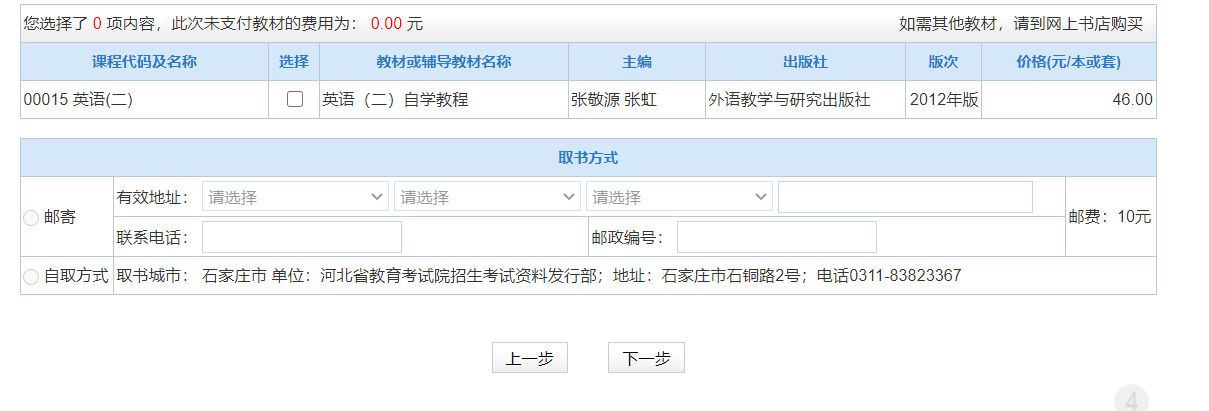 您选择了 0 项内容，此次未支付教材的费用为： 0.00 元 如需其他教材，请到网上书店购买
课程代码及名称 选择 教材或辅导教材名称 主编 出版社 版次 价格(元/本或套)
00015 英语(二) 英语（二）自学教程 张敬源 张虹 外语教学与研究出版社 2012年版 46.00
取书方式
邮寄 有效地址： 请选择 请选择 请选择 邮费：10元
联系电话： 邮政编号：
自取方式 取书城市： 石家庄市 单位：河北省教育考试院招生考试资料发行部；地址：石家庄市石铜路2号；电话0311-83823367
上一步 下一步
4